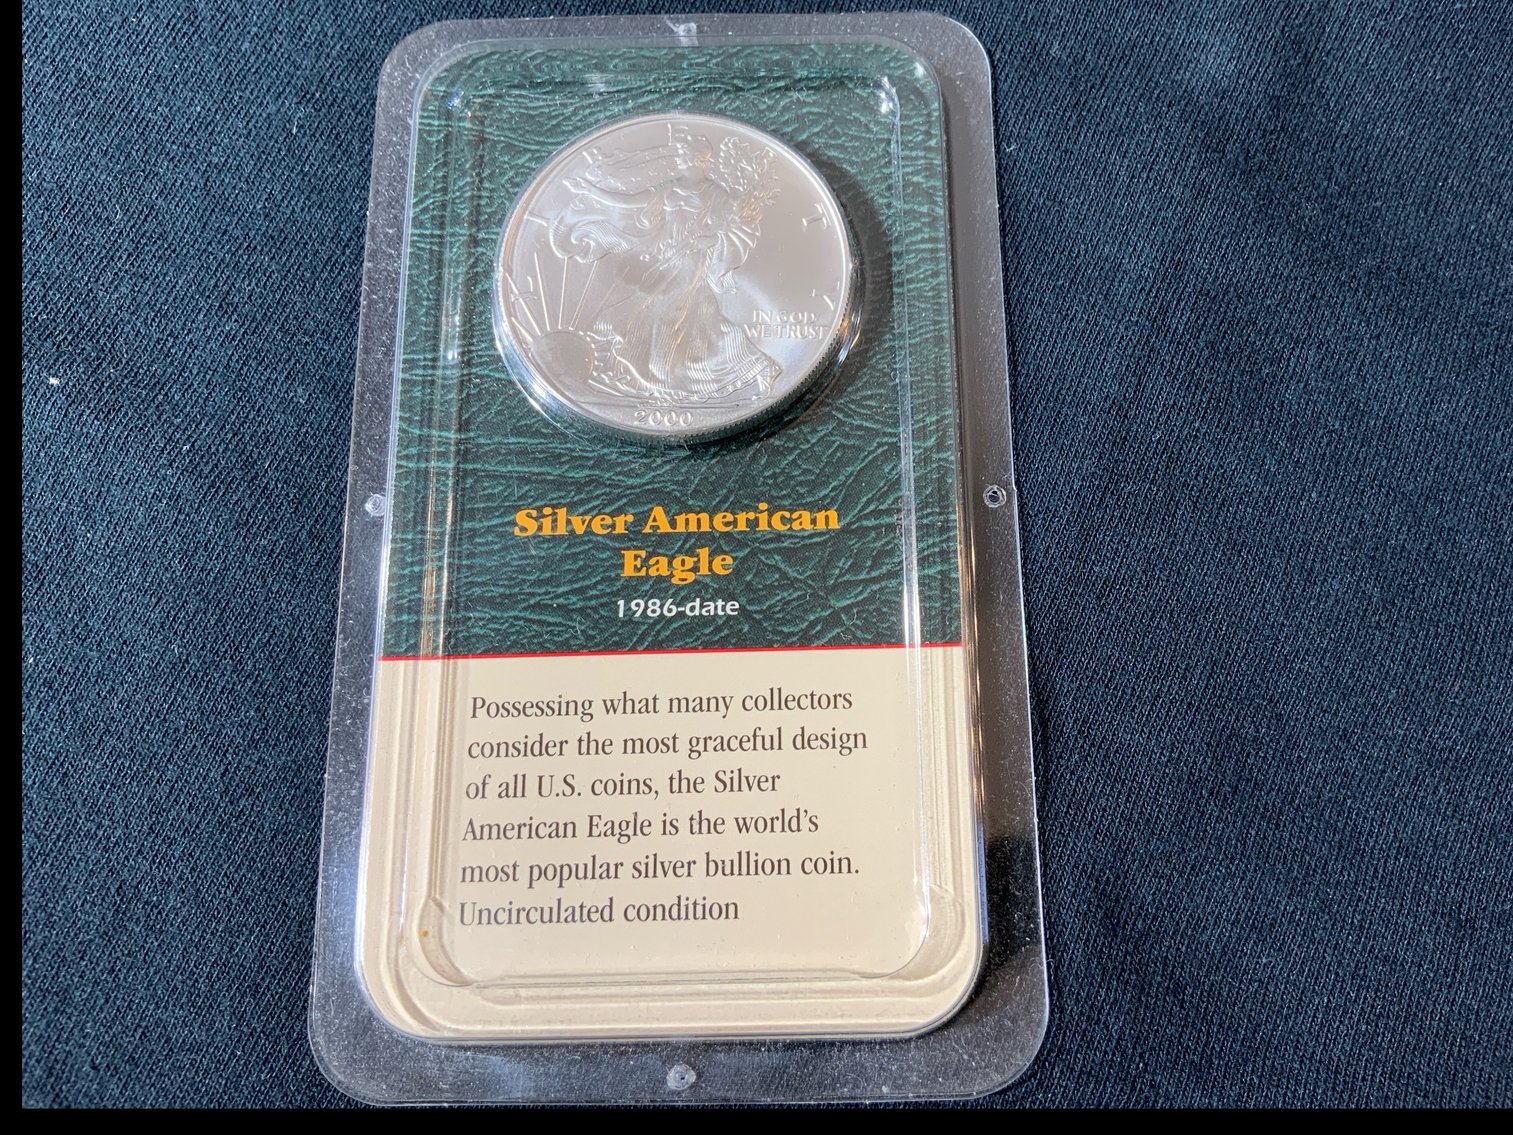 LIBERTY
IN GOD
WE TRUST
2000
Silver American
Eagle
1986-date
Possessing what many collectors
consider the most graceful design
of all U.S. coins, the Silver
American Eagle is the world's
most popular silver bullion coin.
Uncirculated condition